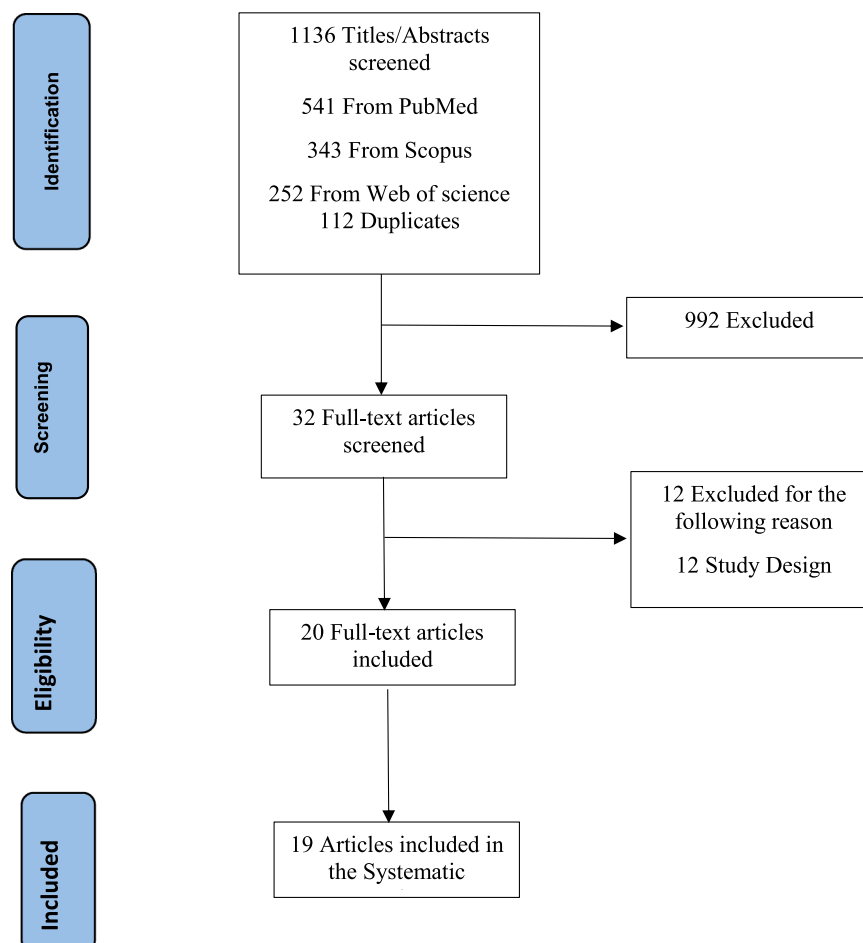 Identification
1136 Titles/Abstracts
screened
541 From PubMed
343 From Scopus
252 From Web of science
112 Duplicates
992 Excluded
Screening
32 Full-text articles
screened
12 Excluded for the
following reason
12 Study Design
Eligibility
20 Full-text articles
included
Included
19 Articles included in
the Systematic